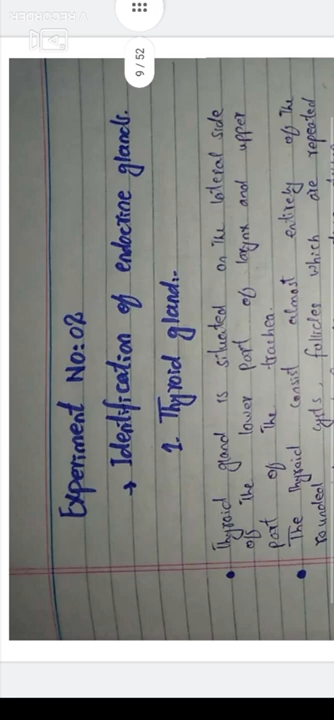 V RECORDER
9 / 52
Experiment No: 02
→ Identification of endocrine glands.
1. Thyroid gland:-
• Thyroid gland is situated on the lateral side
of the lower part of larynx and upper
part of the trachea.
• The thyroid consist almost entirely of the
rounded cysts, follicles which are repeated